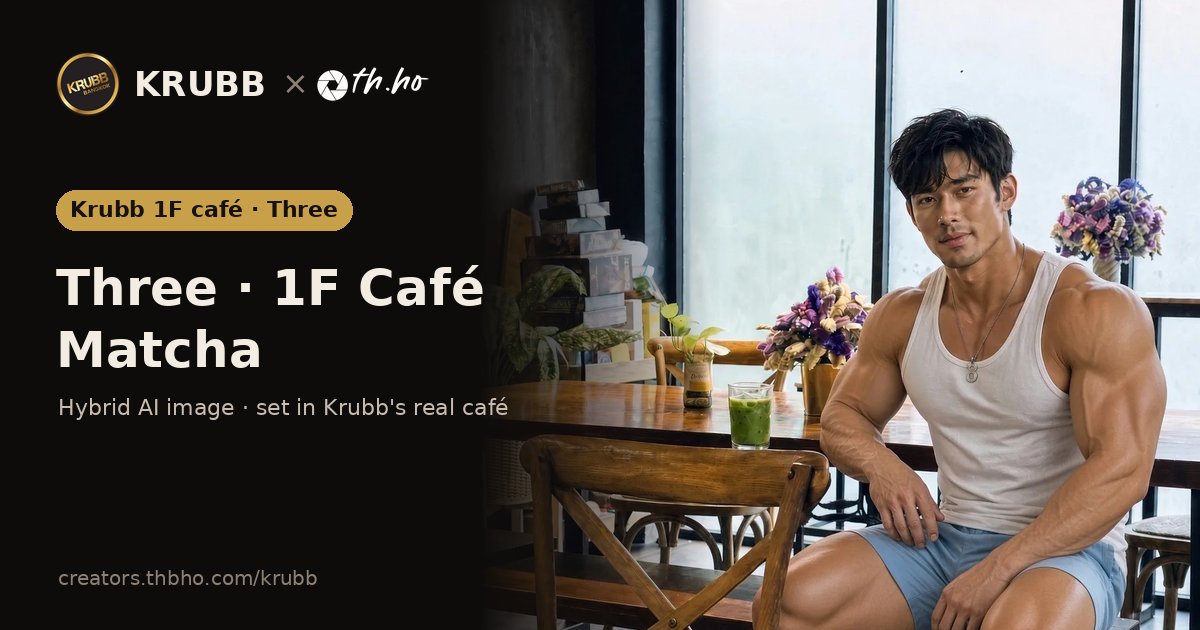 KRUBB
BANGKOK
KRUBB × th.ho
Krubb 1F café · Three
Three · 1F Café
Matcha
Hybrid AI image · set in Krubb's real café
creators.thbho.com/krubb